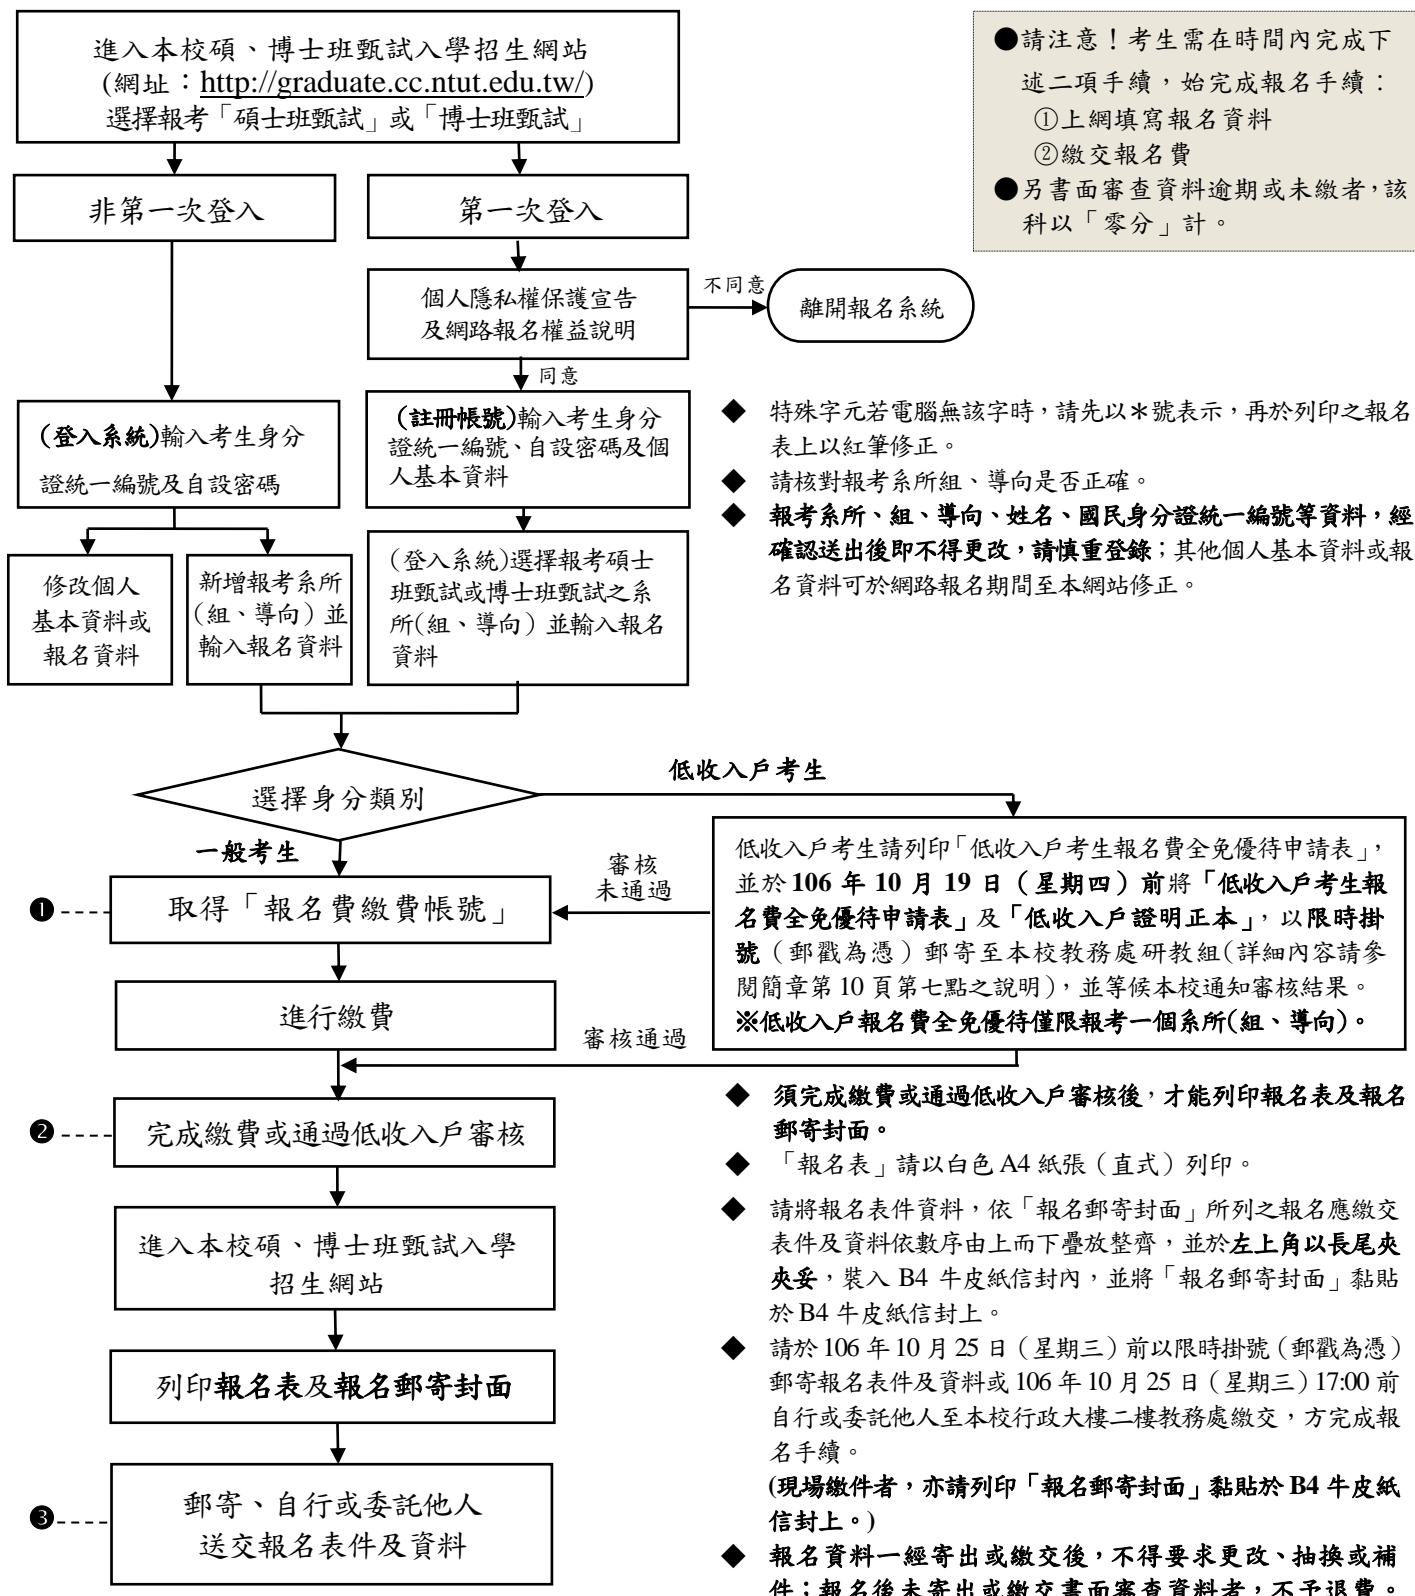 進入本校碩、博士班甄試入學招生網站
(網址：http://graduate.cc.ntut.edu.tw/)
選擇報考「碩士班甄試」或「博士班甄試」
●請注意！考生需在時間內完成下
述二項手續，始完成報名手續：
①上網填寫報名資料
②繳交報名費
●另書面審查資料逾期或未繳者，該
科以「零分」計。
非第一次登入
第一次登入
個人隱私權保護宣告
及網路報名權益說明
不同意
離開報名系統
同意
(登入系統)輸入考生身分
證統一編號及自設密碼
(註冊帳號)輸入考生身分
證統一編號、自設密碼及個
人基本資料
◆ 特殊字元若電腦無該字時，請先以＊號表示，再於列印之報名
表上以紅筆修正。
◆ 請核對報考系所組、導向是否正確。
◆ 報考系所、組、導向、姓名、國民身分證統一編號等資料，經
確認送出後即不得更改，請慎重登錄；其他個人基本資料或報
名資料可於網路報名期間至本網站修正。
修改個人
基本資料或
報名資料
新增報考系所
(組、導向）並
輸入報名資料
(登入系統)選擇報考碩士
班甄試或博士班甄試之系
所(組、導向）並輸入報名
資料
選擇身分類別
低收入戶考生
一般考生
低收入戶考生請列印「低收入戶考生報名費全免優待申請表」，
並於 106 年 10 月 19 日（星期四）前將「低收入戶考生報
名費全免優待申請表」及「低收入戶證明正本」，以限時掛
號（郵戳為憑）郵寄至本校教務處研教組(詳細內容請參
閱簡章第 10 頁第七點之說明)，並等候本校通知審核結果。
※低收入戶報名費全免優待僅限報考一個系所(組、導向)。
審核
未通過
❶
取得「報名費繳費帳號」
進行繳費
審核通過
❷
完成繳費或通過低收入戶審核
進入本校碩、博士班甄試入學
招生網站
列印報名表及報名郵寄封面
❸
郵寄、自行或委託他人
送交報名表件及資料
◆ 須完成繳費或通過低收入戶審核後，才能列印報名表及報名
郵寄封面。
◆ 「報名表」請以白色 A4 紙張（直式）列印。
◆ 請將報名表件資料，依「報名郵寄封面」所列之報名應繳交
表件及資料依數序由上而下疊放整齊，並於左上角以長尾夾
夾妥，裝入 B4 牛皮紙信封內，並將「報名郵寄封面」黏貼
於 B4 牛皮紙信封上。
◆ 請於 106 年 10 月 25 日（星期三）前以限時掛號（郵戳為憑）
郵寄報名表件及資料或 106 年 10 月 25 日（星期三）17:00 前
自行或委託他人至本校行政大樓二樓教務處繳交，方完成報
名手續。
(現場繳件者，亦請列印「報名郵寄封面」黏貼於 B4 牛皮紙
信封上。)
◆ 報名資料一經寄出或繳交後，不得要求更改、抽換或補
件；報名後未寄出或繳交書面審查資料者，不予退費。